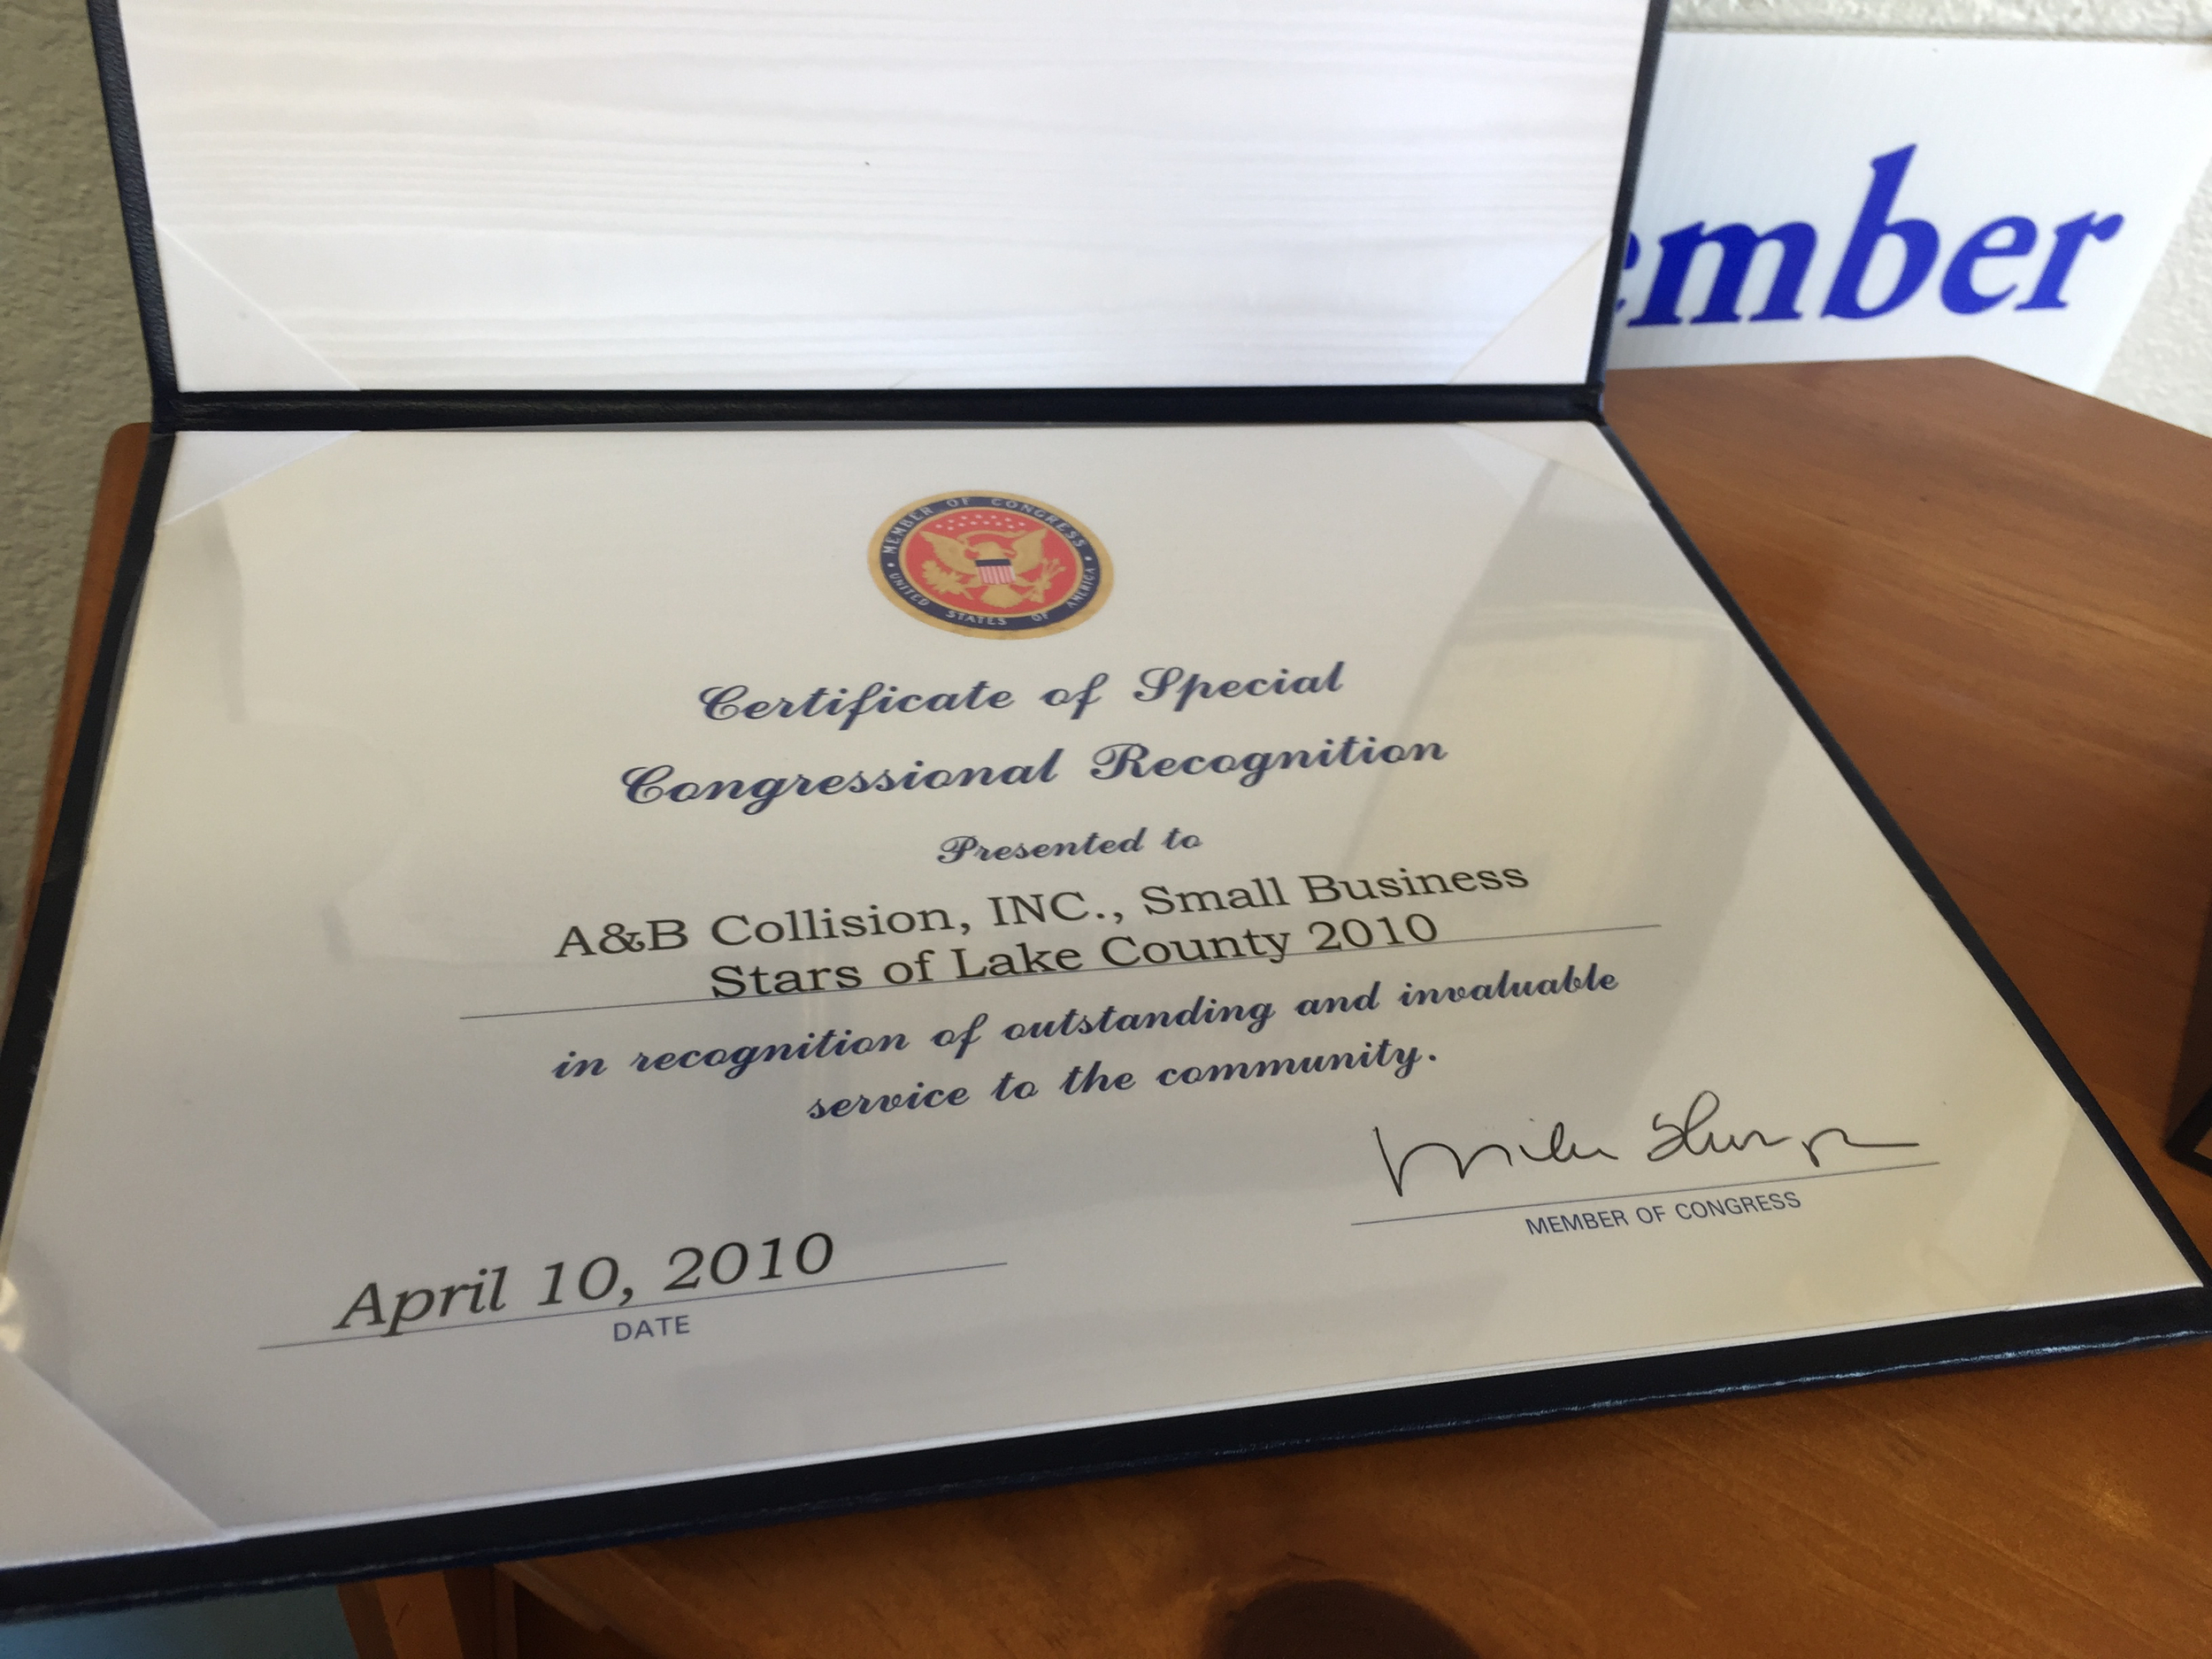 ember
MEMBER OF CONGRESS
UNITED STATES OF AMERICA
Certificate of Special
Congressional Recognition
Presented to
A&B Collision, INC., Small Business
Stars of Lake County 2010
in recognition of outstanding and invaluable
service to the community.
Mike Thompson
MEMBER OF CONGRESS
April 10, 2010
DATE